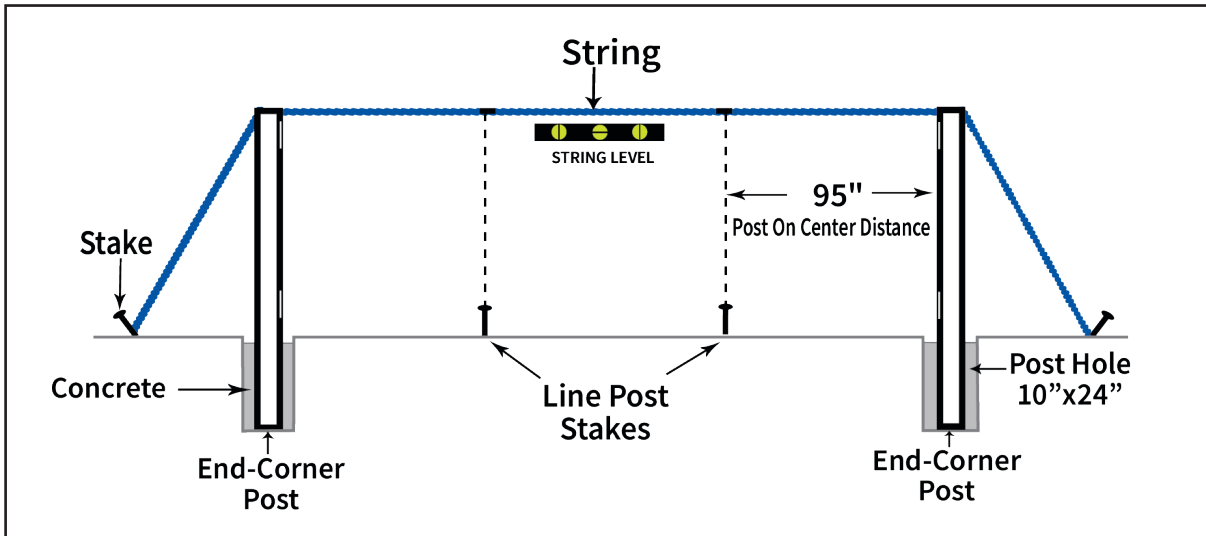 String
STRING LEVEL
95"
Post On Center Distance
Stake
Concrete
Post Hole
10”x24”
Line Post
Stakes
End-Corner
Post
End-Corner
Post